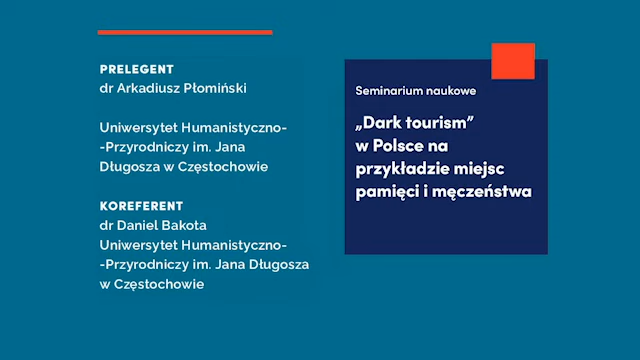 PRELEGENT
dr Arkadiusz Płomiński
Uniwersytet Humanistyczno-
-Przyrodniczy im. Jana
Długosza w Częstochowie
KOREFERENT
dr Daniel Bakota
Uniwersytet Humanistyczno-
-Przyrodniczy im. Jana Długosza
w Częstochowie
Seminarium naukowe
„Dark tourism”
w Polsce na
przykładzie miejsc
pamięci i męczeństwa